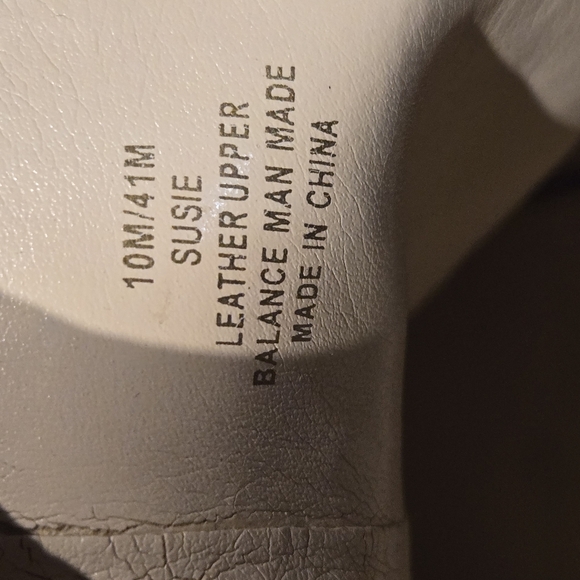 10M/41M
SUSIE
LEATHER UPPER
BALANCE MAN MADE
MADE IN CHINA